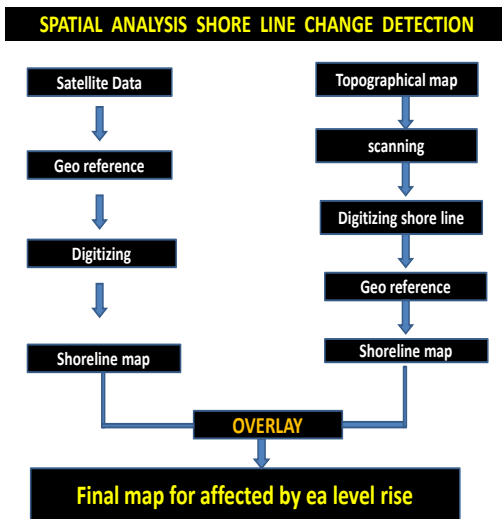 SPATIAL ANALYSIS SHORE LINE CHANGE DETECTION
Satellite Data
Geo reference
Digitizing
Shoreline map
Topographical map
scanning
Digitizing shore line
Geo reference
Shoreline map
OVERLAY
Final map for affected by ea level rise